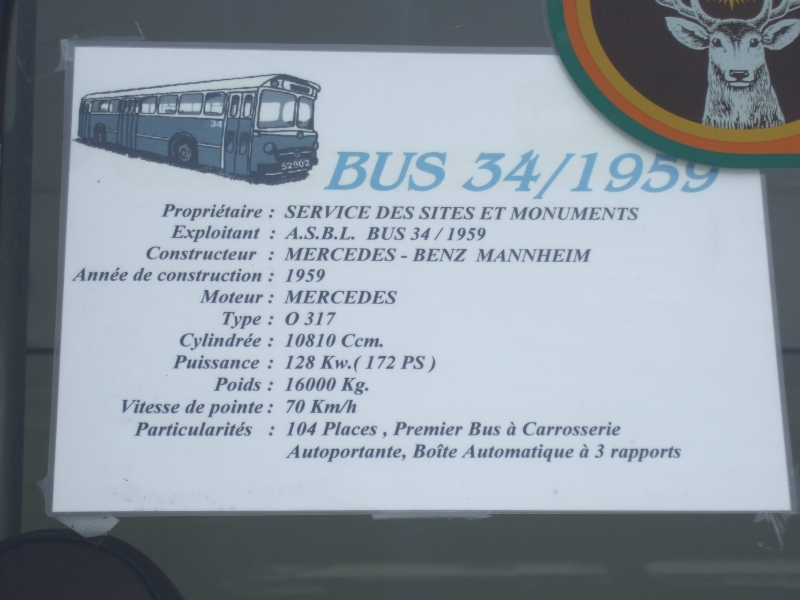 34
52902
BUS 34/1959
Propriétaire : SERVICE DES SITES ET MONUMENTS
Exploitant : A.S.B.L. BUS 34 / 1959
Constructeur : MERCEDES - BENZ MANNHEIM
Année de construction : 1959
Moteur : MERCEDES
Type : O 317
Cylindrée : 10810 Ccm.
Puissance : 128 Kw.( 172 PS )
Poids : 16000 Kg.
Vitesse de pointe : 70 Km/h
Particularités : 104 Places , Premier Bus à Carrosserie
Autoportante, Boîte Automatique à 3 rapports